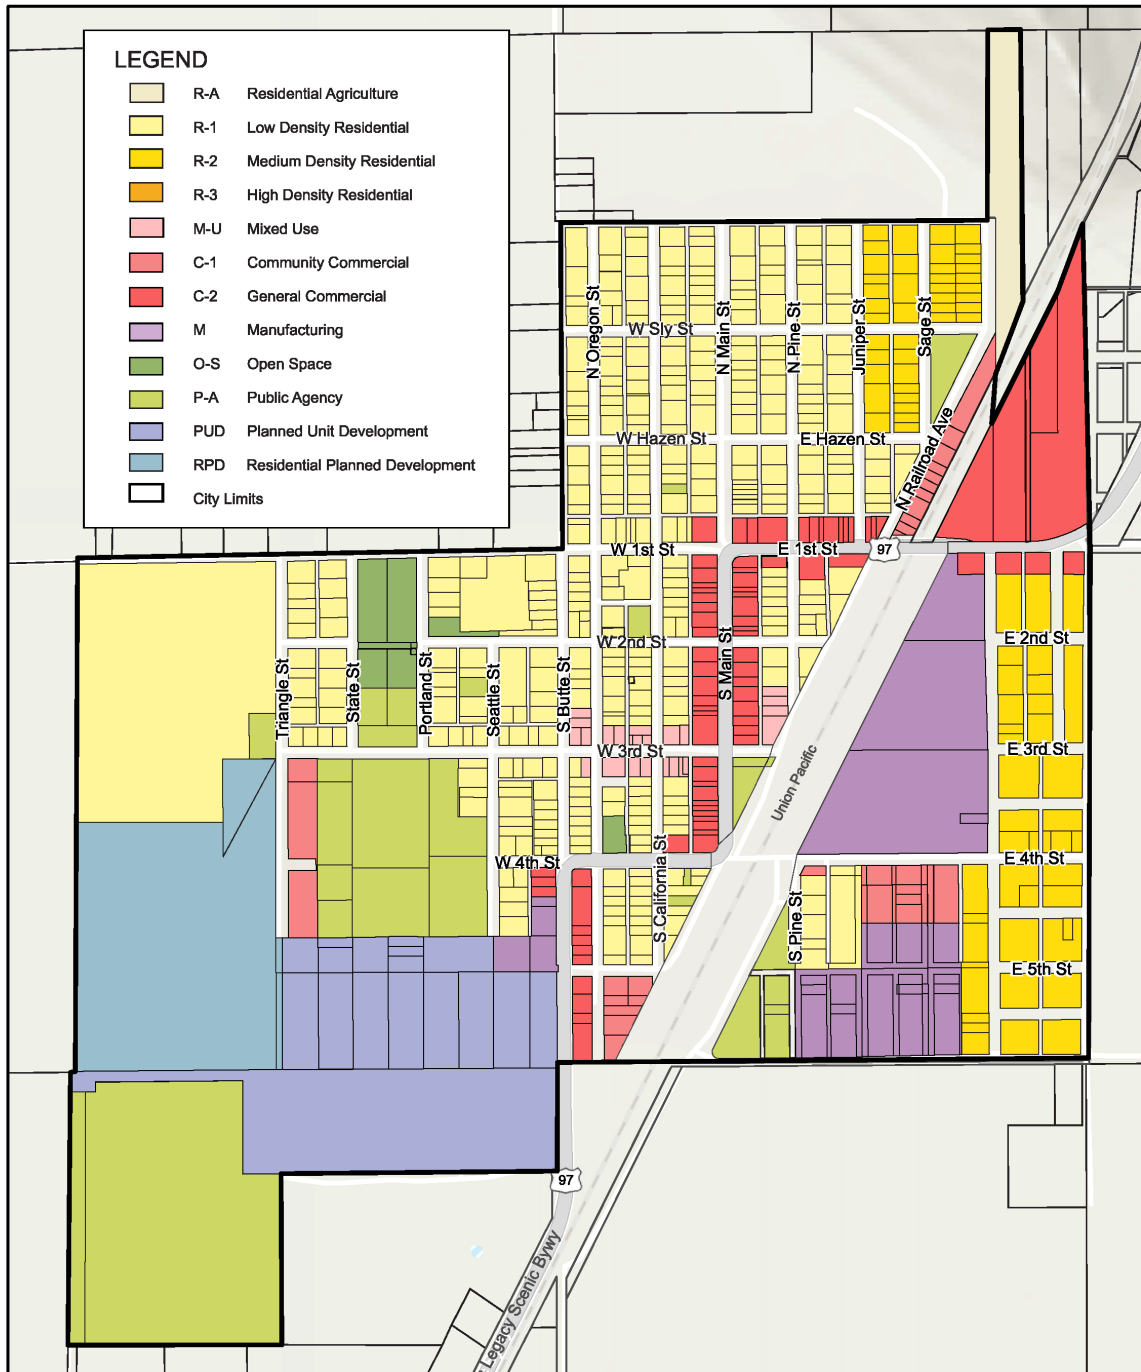 LEGEND
R-A Residential Agriculture
R-1 Low Density Residential
R-2 Medium Density Residential
R-3 High Density Residential
M-U Mixed Use
C-1 Community Commercial
C-2 General Commercial
M Manufacturing
O-S Open Space
P-A Public Agency
PUD Planned Unit Development
RPD Residential Planned Development
City Limits
N Oregon St
W Sly St
N Main St
N Pine St
Juniper St
Sage St
W Hazen St
E Hazen St
N Railroad Ave
W 1st St
E 1st St
97
W 2nd St
E 2nd St
Triangle St
State St
Portland St
Seattle St
S Butte St
S Main St
W 3rd St
E 3rd St
Union Pacific
W 4th St
E 4th St
S California St
S Pine St
E 5th St
97
Legacy Scenic Bywy